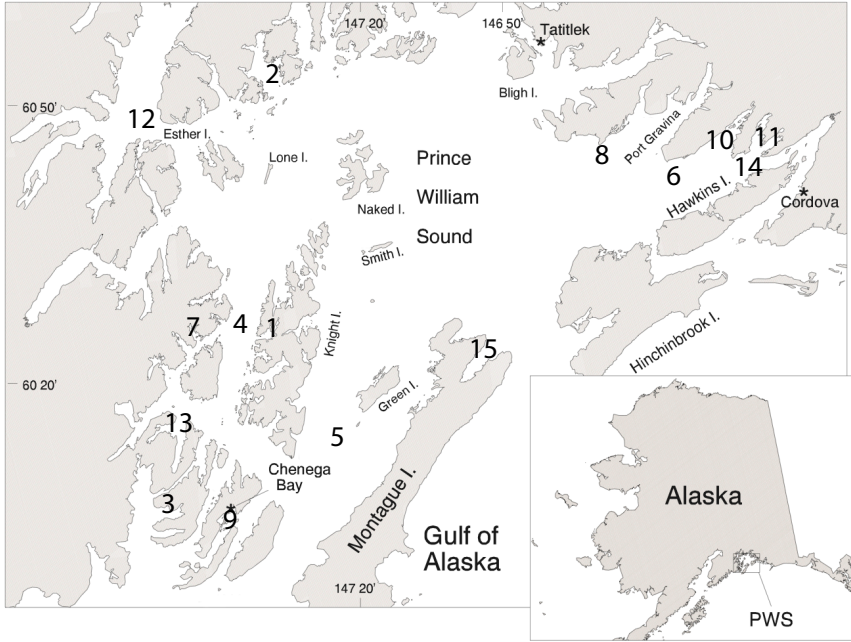 147 20'
146 50'
Tatitlek
*
2
Bligh I.
60 50'
12
Esther I.
Port Gravina
10
11
Lone I.
Prince
8
14
6
William
Naked I.
Hawkins I.
*
Cordova
Sound
Smith I.
7
4
1
Knight I.
15
Hinchinbrook I.
60 20'
Green I.
13
5
Chenega
Bay
3
*
9
Montague I.
Gulf of
Alaska
147 20'
Alaska
PWS